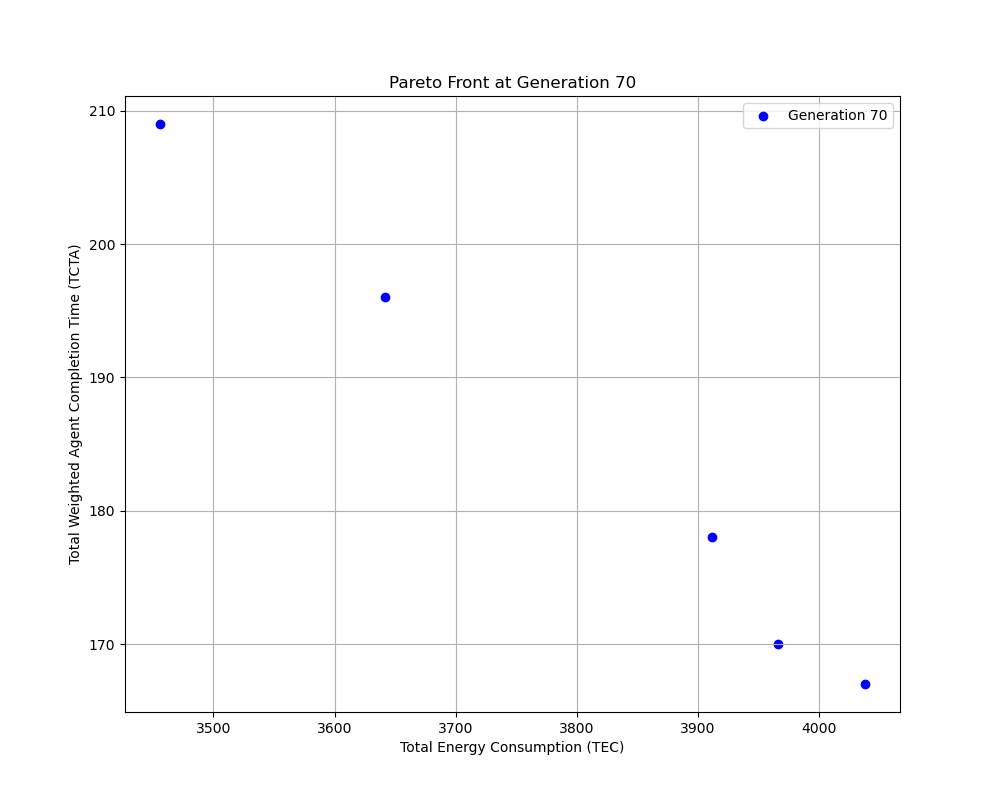 Pareto Front at Generation 70
Generation 70
Total Weighted Agent Completion Time (TCTA)
210
200
190
180
170
3500
3600
3700
3800
3900
4000
Total Energy Consumption (TEC)